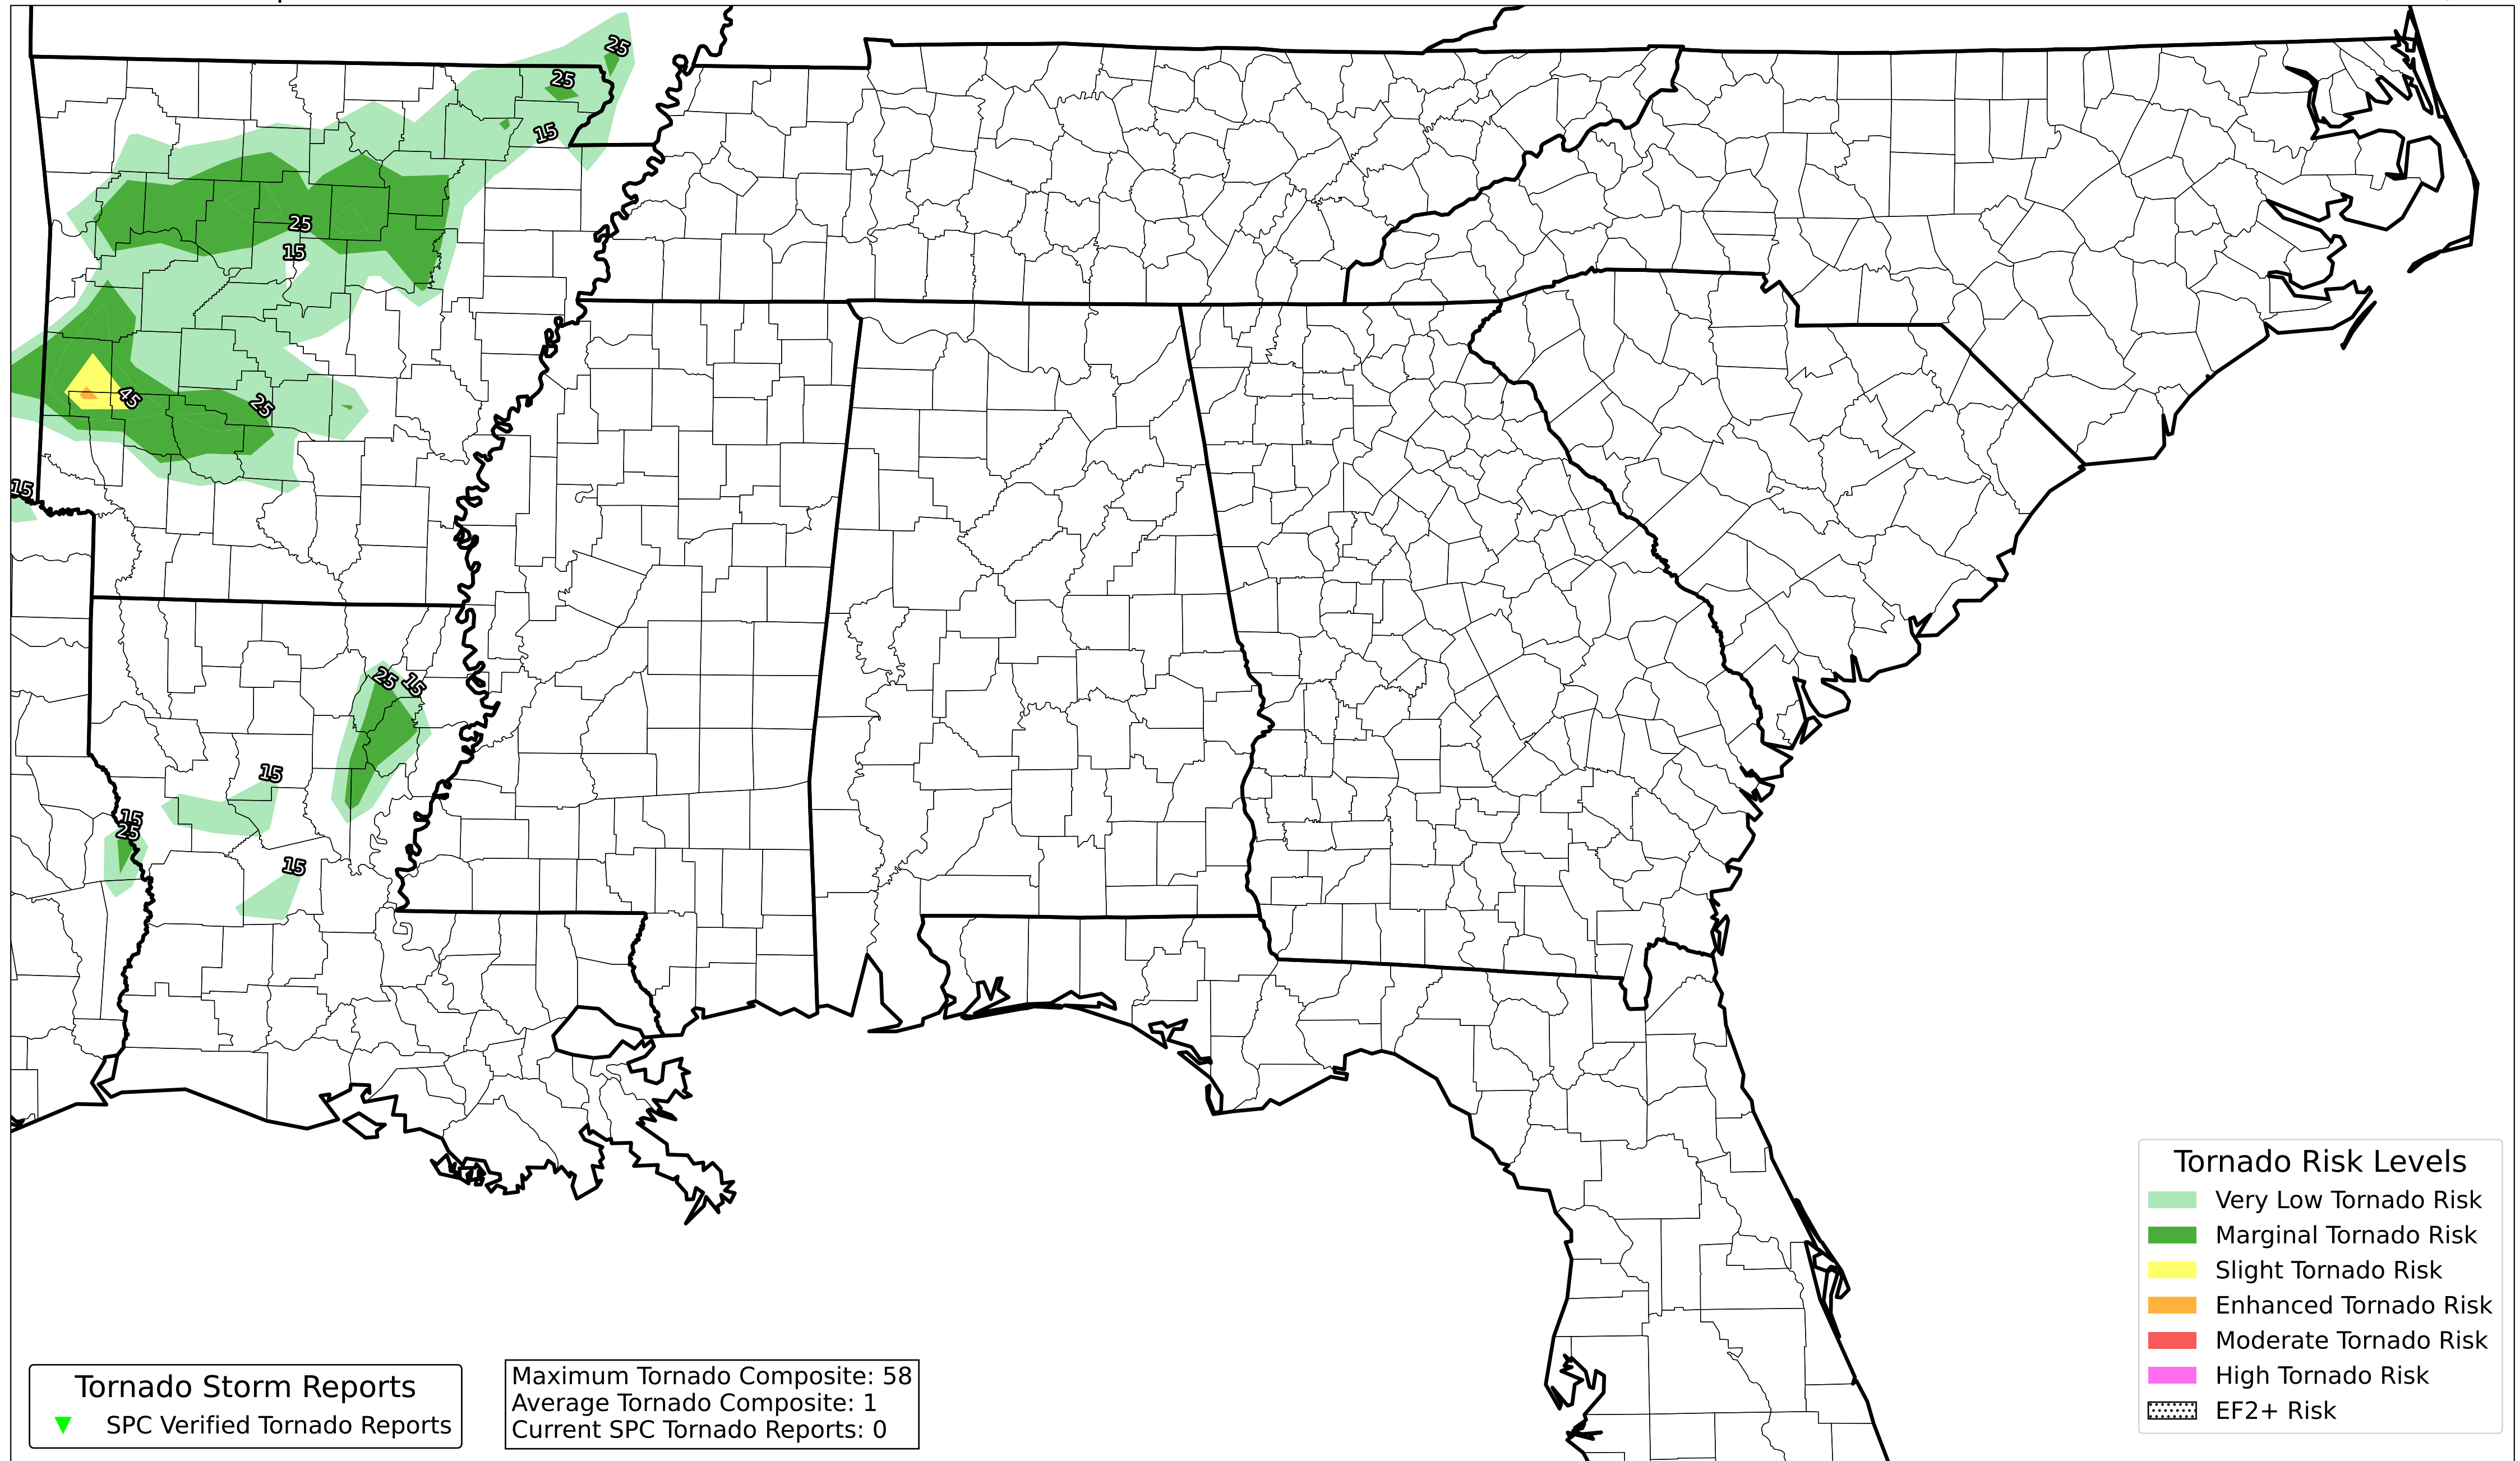 25
25
15
25
15
45
25
15
25
15
15
15
25
15
Tornado Risk Levels
Very Low Tornado Risk
Marginal Tornado Risk
Slight Tornado Risk
Enhanced Tornado Risk
Moderate Tornado Risk
High Tornado Risk
EF2+ Risk
Tornado Storm Reports
SPC Verified Tornado Reports
Maximum Tornado Composite: 58
Average Tornado Composite: 1
Current SPC Tornado Reports: 0